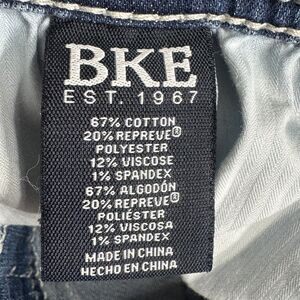 BKE
EST. 1967
67% COTTON
20% REPREVE®
POLYESTER
12% VISCOSE
1% SPANDEX
67% ALGODÓN
20% REPREVE®
POLIÉSTER
12% VISCOSA
1% SPANDEX
MADE IN CHINA
HECHO EN CHINA